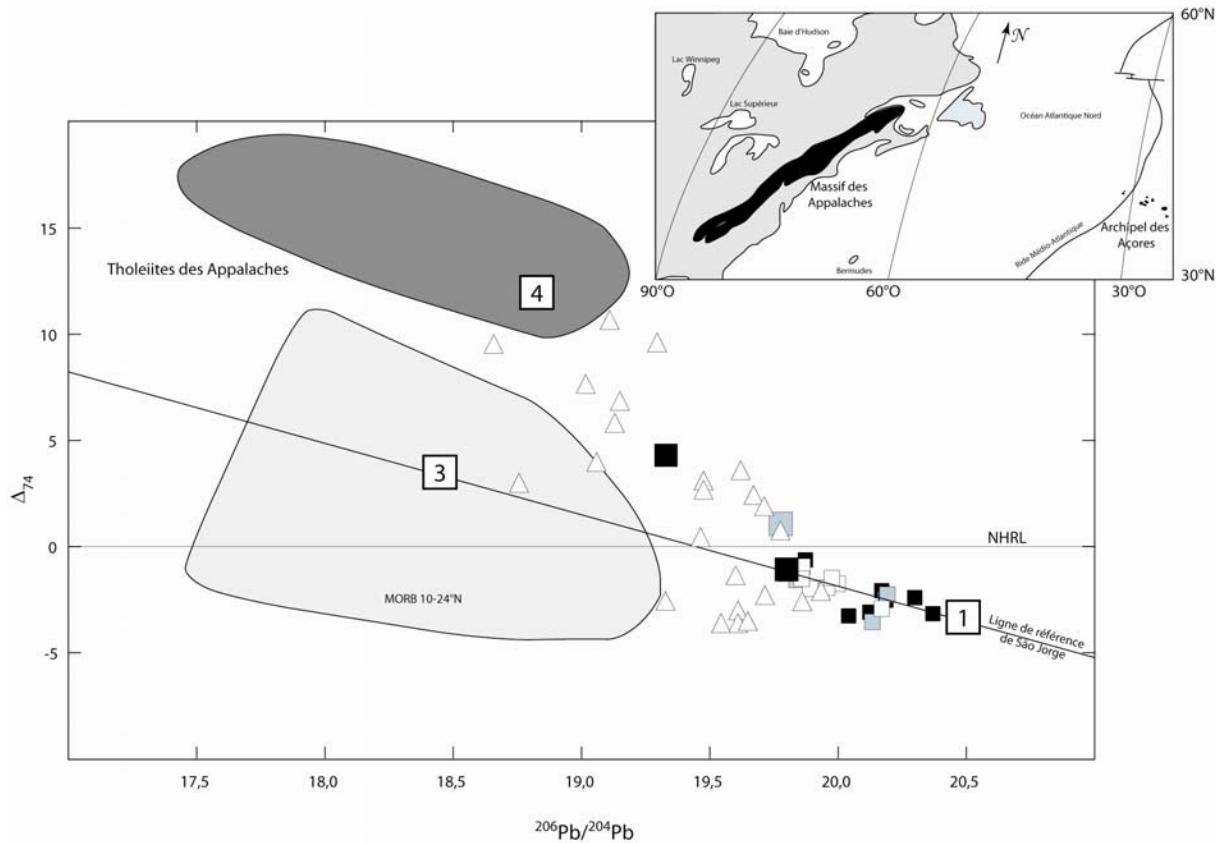 60°N
Baie d'Hudson
N
Lac Winnipeg
Lac Supérieur
Océan Atlantique Nord
Massif des
Appalaches
Ride Médio-Atlantique
Archipel des
Açores
Bermudes
30°N
90°O
60°O
30°O
15
10
5
0
-5
Δ74
Tholeiites des Appalaches
4
3
NHRL
MORB 10-24°N
1
Ligne de référence
de São Jorge
17,5
18,0
18,5
19,0
19,5
20,0
20,5
206Pb/204Pb